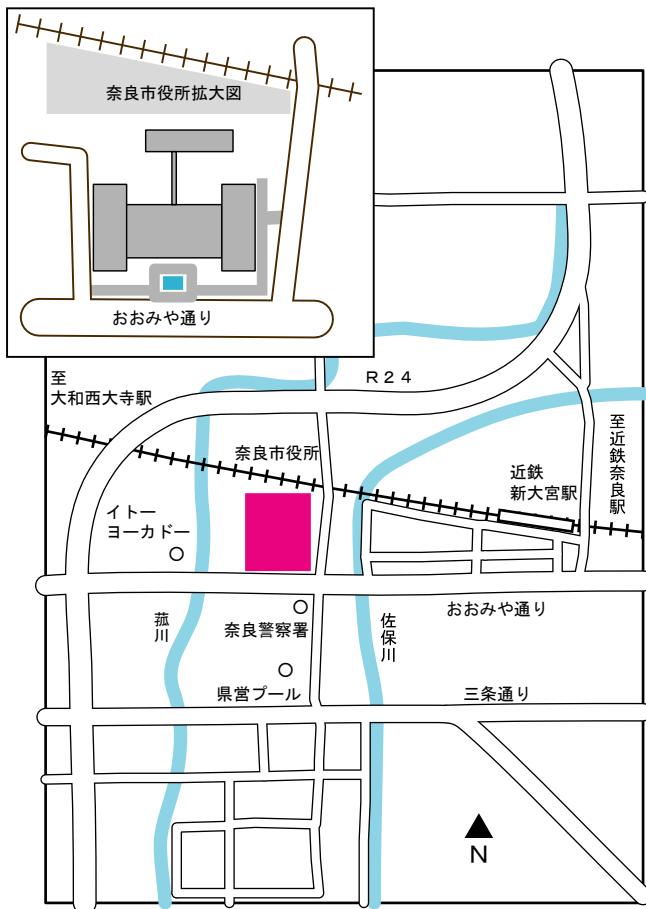 奈良市役所拡大図
おおみや通り
至
大和西大寺駅
R24
至近鉄奈良駅
奈良市役所
近鉄
新大宮駅
イトー
ヨーカドー
おおみや通り
菰川
奈良警察署
佐保川
県営プール
三条通り
N